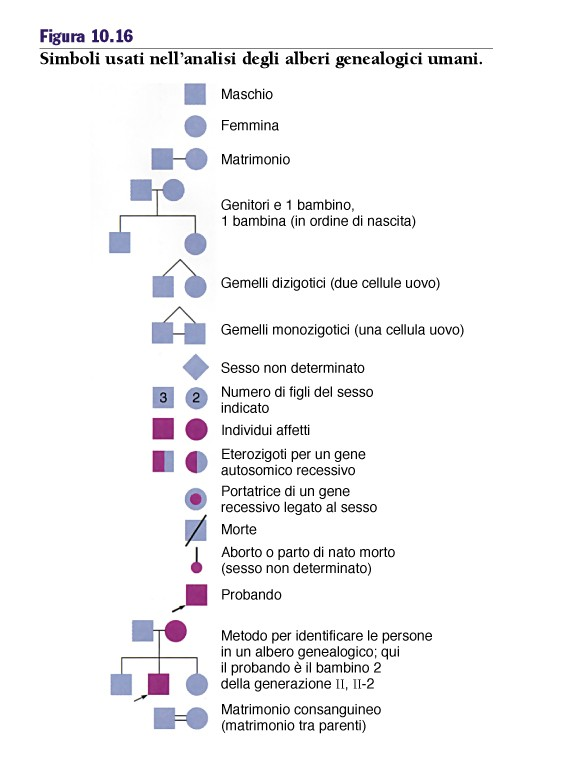 Figura 10.16
Simboli usati nell'analisi degli alberi genealogici umani.
Maschio
Femmina
Matrimonio
Genitori e 1 bambino,
1 bambina (in ordine di nascita)
Gemelli dizigotici (due cellule uovo)
Gemelli monozigotici (una cellula uovo)
Sesso non determinato
3 2 Numero di figli del sesso
indicato
Individui affetti
Eterozigoti per un gene
autosomico recessivo
Portatrice di un gene
recessivo legato al sesso
Morte
Aborto o parto di nato morto
(sesso non determinato)
Probando
Metodo per identificare le persone
in un albero genealogico; qui
il probando è il bambino 2
della generazione II, II-2
Matrimonio consanguineo
(matrimonio tra parenti)